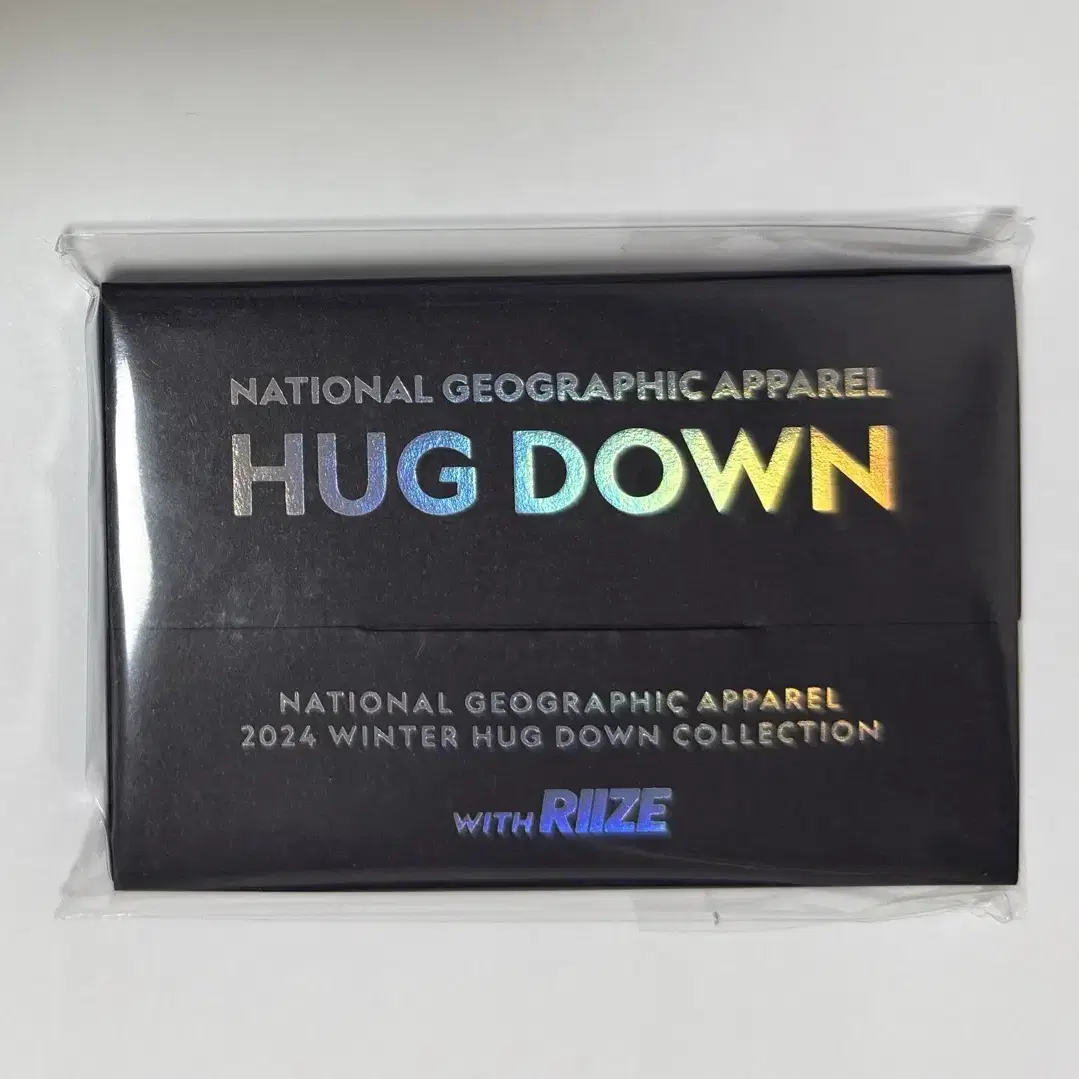 NATIONAL GEOGRAPHIC APPAREL
HUG DOWN
NATIONAL GEOGRAPHIC APPAREL
2024 WINTER HUG DOWN COLLECTION
WITH RIIZE